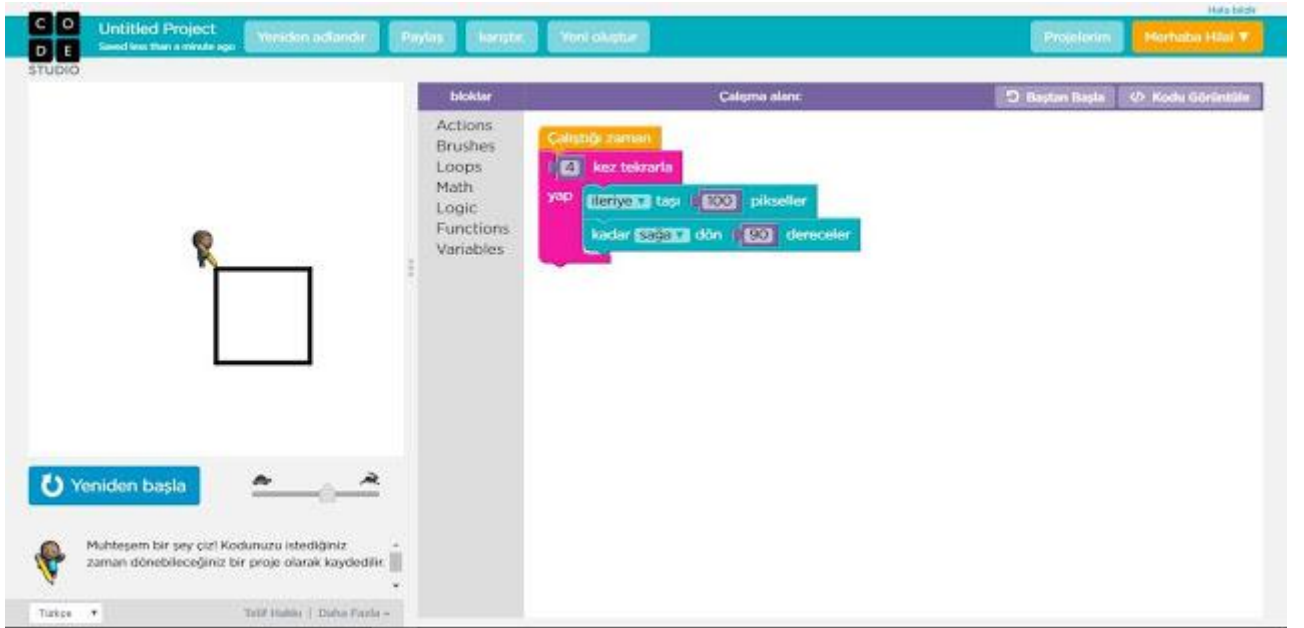 Hata bildir
C O
D E
STUDIO
Untitled Project
Saved less than a minute ago
Yeniden adlandır
Paylaş
karıştır.
Yeni oluştur
Projelerim
Merhaba Hilal ▼
bloklar
Çalışma alanı:
Baştan Başla
Kodu Görüntüle
Actions
Brushes
Loops
Math
Logic
Functions
Variables
Çalıştığı zaman
4 kez tekrarla
yap
ileriye taşı 100 pikseller
kadar sağa dön 90 dereceler
Yeniden başla
Muhteşem bir şey çiz! Kodunuzu istediğiniz
zaman dönebileceğiniz bir proje olarak kaydedilir.
Türkçe
Telif Hakkı | Daha Fazla